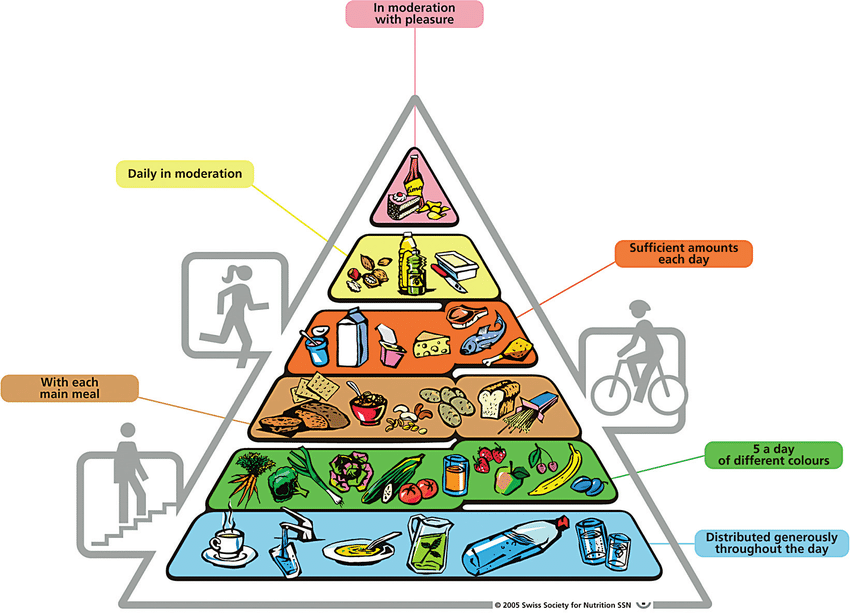 In moderation
with pleasure
Daily in moderation
Sufficient amounts
each day
With each
main meal
5 a day
of different colours
Distributed generously
throughout the day
© 2005 Swiss Society for Nutrition SSN